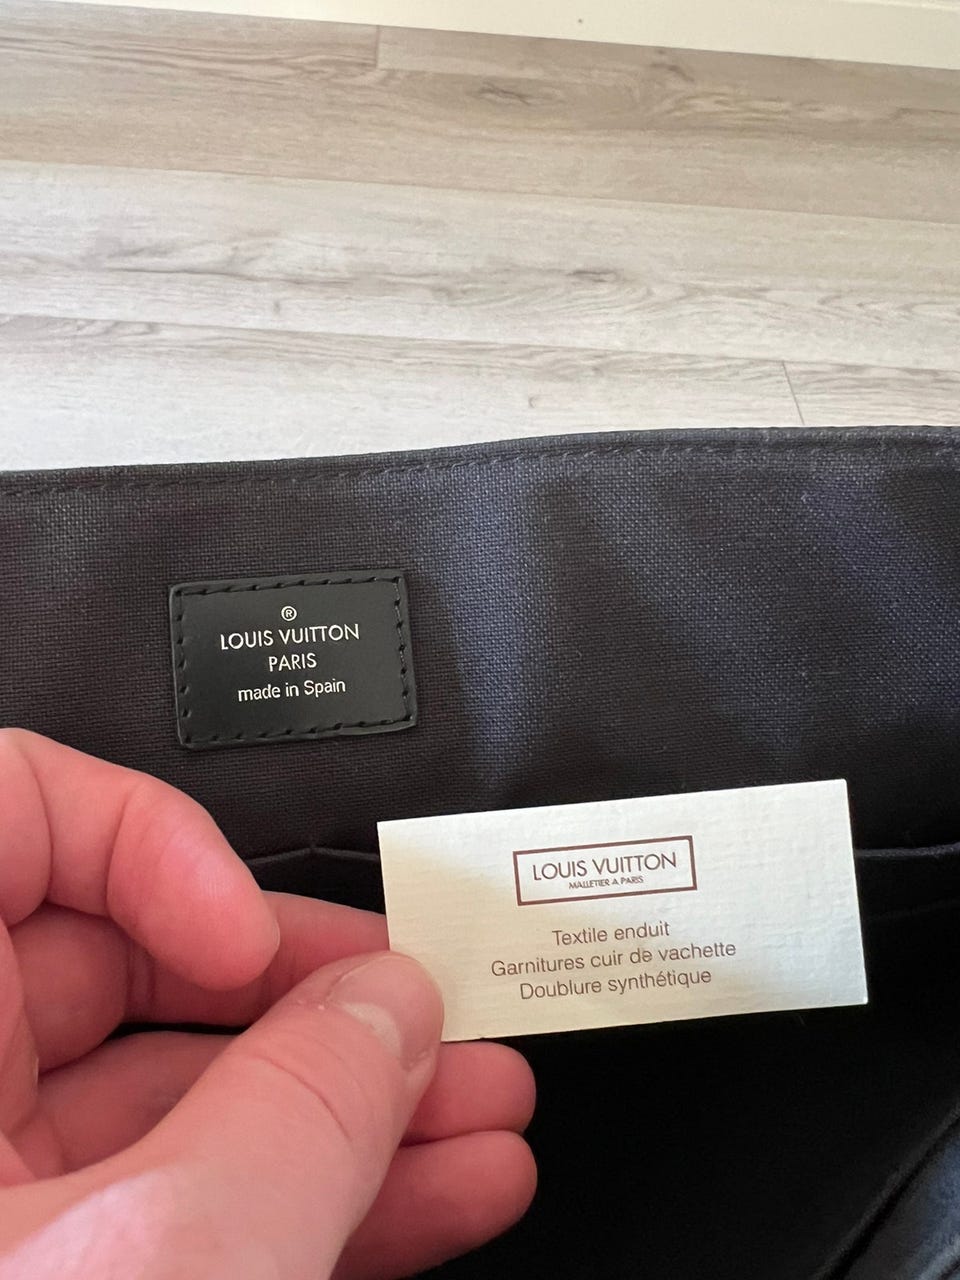 ®
LOUIS VUITTON
PARIS
made in Spain
LOUIS VUITTON
MALLETIER A PARIS
Textile enduit
Garnitures cuir de vachette
Doublure synthétique